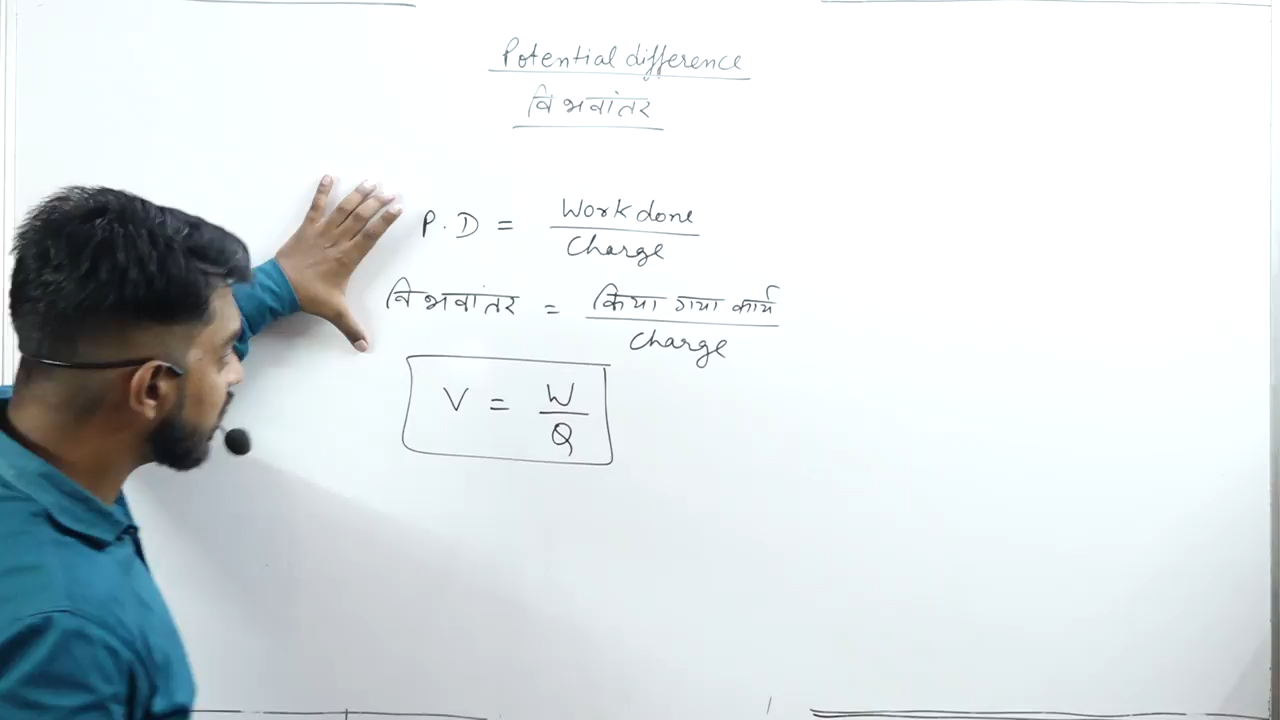 Potential difference
विभवांतर
P.D = Work done / Charge
विभवांतर = किया गया कार्य / Charge
V = W / Q